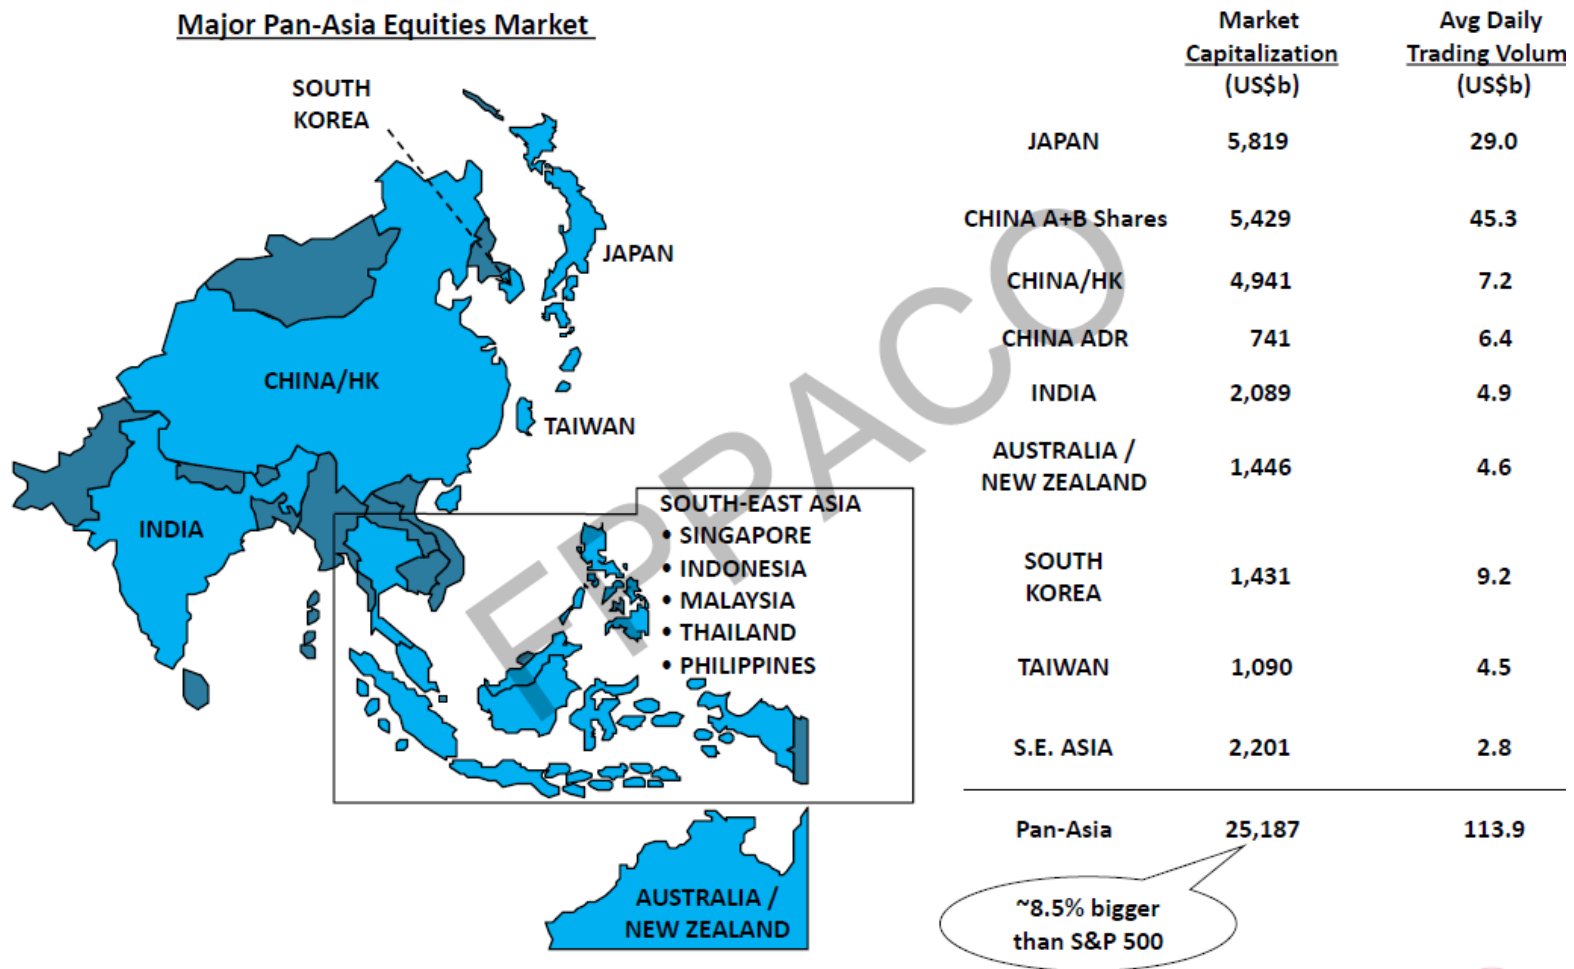 Major Pan-Asia Equities Market
SOUTH
KOREA
JAPAN
CHINA/HK
TAIWAN
INDIA
SOUTH-EAST ASIA
• SINGAPORE
• INDONESIA
• MALAYSIA
• THAILAND
• PHILIPPINES
AUSTRALIA /
NEW ZEALAND
Market Avg Daily
Capitalization Trading Volum
(US$b) (US$b)
JAPAN 5,819 29.0
CHINA A+B Shares 5,429 45.3
CHINA/HK 4,941 7.2
CHINA ADR 741 6.4
INDIA 2,089 4.9
AUSTRALIA /
NEW ZEALAND 1,446 4.6
SOUTH
KOREA 1,431 9.2
TAIWAN 1,090 4.5
S.E. ASIA 2,201 2.8
Pan-Asia 25,187 113.9
~8.5% bigger
than S&P 500
FPPACO